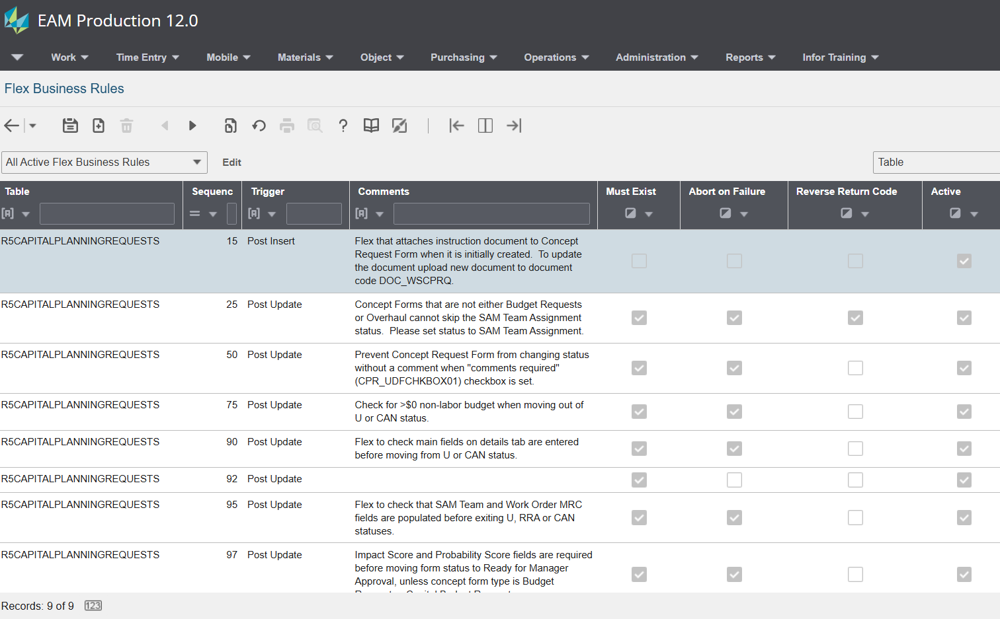 EAM Production 12.0
Work Time Entry Mobile Materials Object Purchasing Operations Administration Reports Infor Training
Flex Business Rules
All Active Flex Business Rules Edit Table
Table Sequenc Trigger Comments Must Exist Abort on Failure Reverse Return Code Active
R5CAPITALPLANNINGREQUESTS 15 Post Insert Flex that attaches instruction document to Concept
Request Form when it is initially created. To update
the document upload new document to document
code DOC_WSCPRQ.
R5CAPITALPLANNINGREQUESTS 25 Post Update Concept Forms that are not either Budget Requests
or Overhaul cannot skip the SAM Team Assignment
status. Please set status to SAM Team Assignment.
R5CAPITALPLANNINGREQUESTS 50 Post Update Prevent Concept Request Form from changing status
without a comment when "comments required"
(CPR_UDFCHKBOX01) checkbox is set.
R5CAPITALPLANNINGREQUESTS 75 Post Update Check for >$0 non-labor budget when moving out of
U or CAN status.
R5CAPITALPLANNINGREQUESTS 90 Post Update Flex to check main fields on details tab are entered
before moving from U or CAN status.
R5CAPITALPLANNINGREQUESTS 92 Post Update
R5CAPITALPLANNINGREQUESTS 95 Post Update Flex to check that SAM Team and Work Order MRC
fields are populated before exiting U, RRA or CAN
statuses.
R5CAPITALPLANNINGREQUESTS 97 Post Update Impact Score and Probability Score fields are required
before moving form status to Ready for Manager
Approval, unless concept form type is Budget
Records: 9 of 9 123